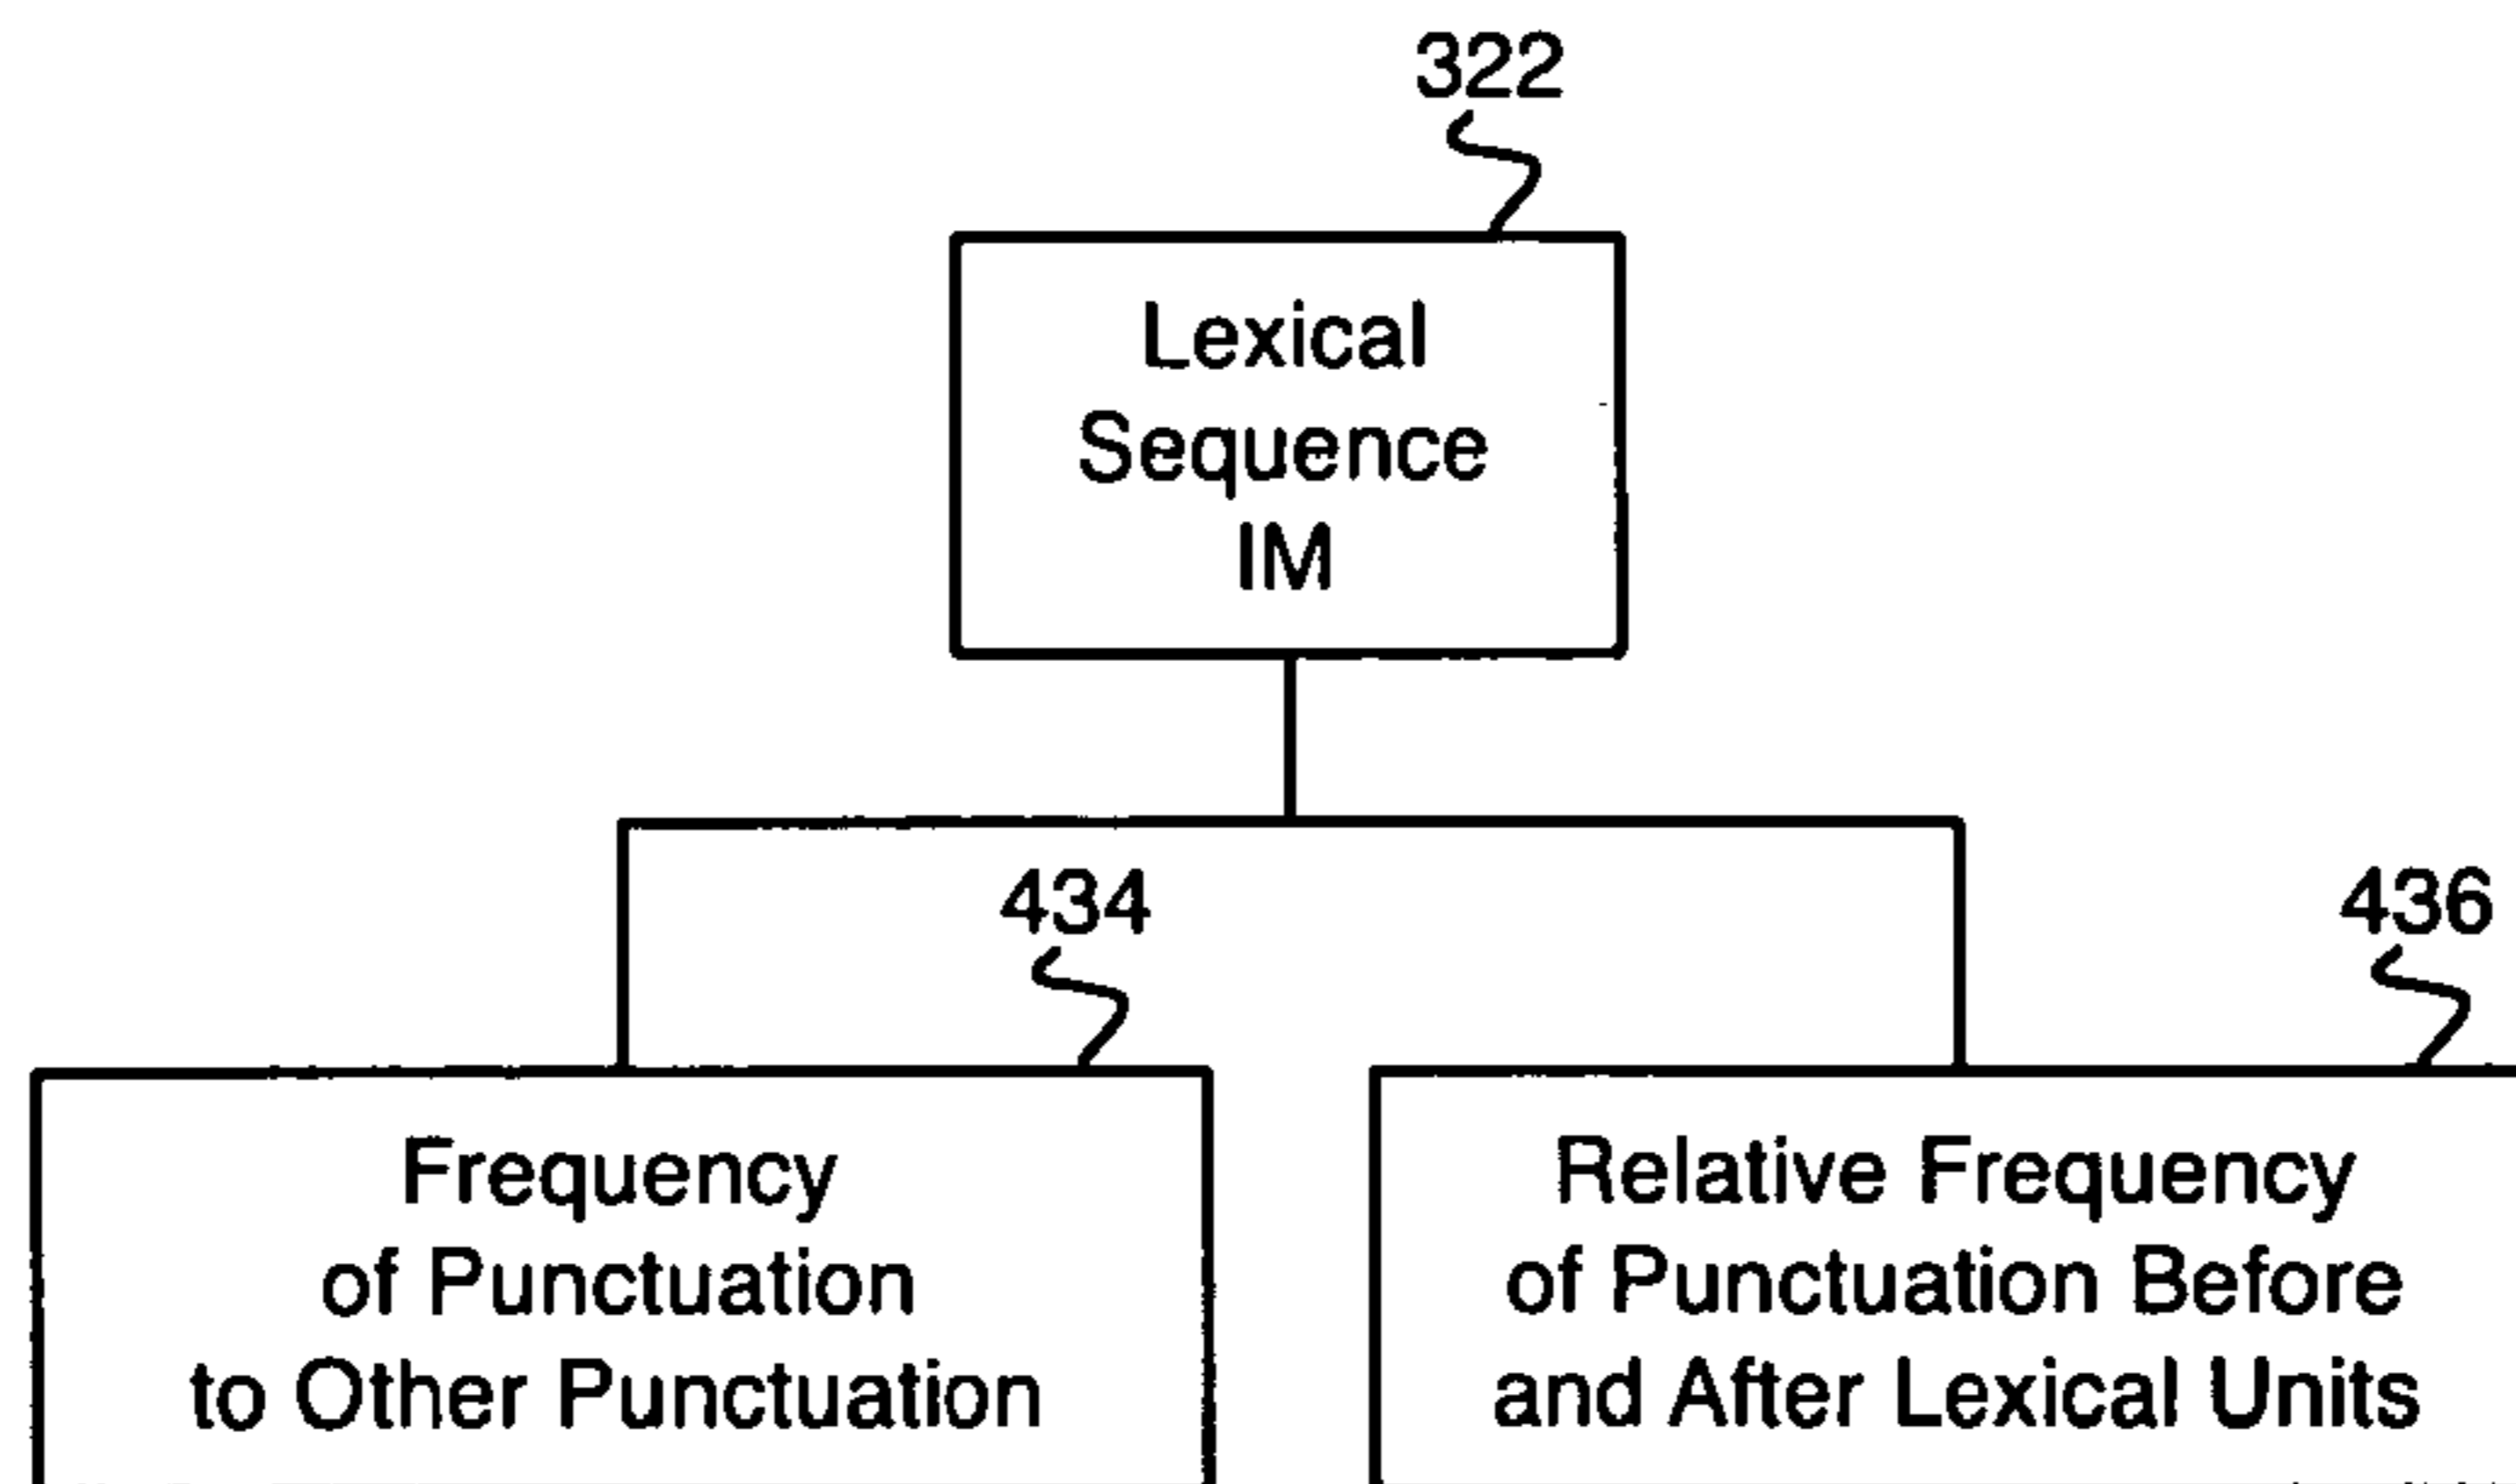 322
Lexical
Sequence
IM
434
436
Frequency
of Punctuation
to Other Punctuation
Relative Frequency
of Punctuation Before
and After Lexical Units